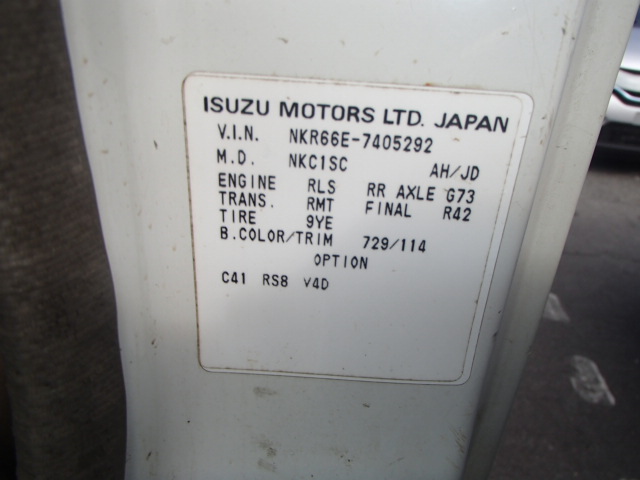 ISUZU MOTORS LTD. JAPAN
V.I.N. NKR66E-7405292
M.D. NKC1SC AH/JD
ENGINE RLS RR AXLE G73
TRANS. RMT FINAL R42
TIRE 9YE
B.COLOR/TRIM 729/114
OPTION
C41 RS8 V4D